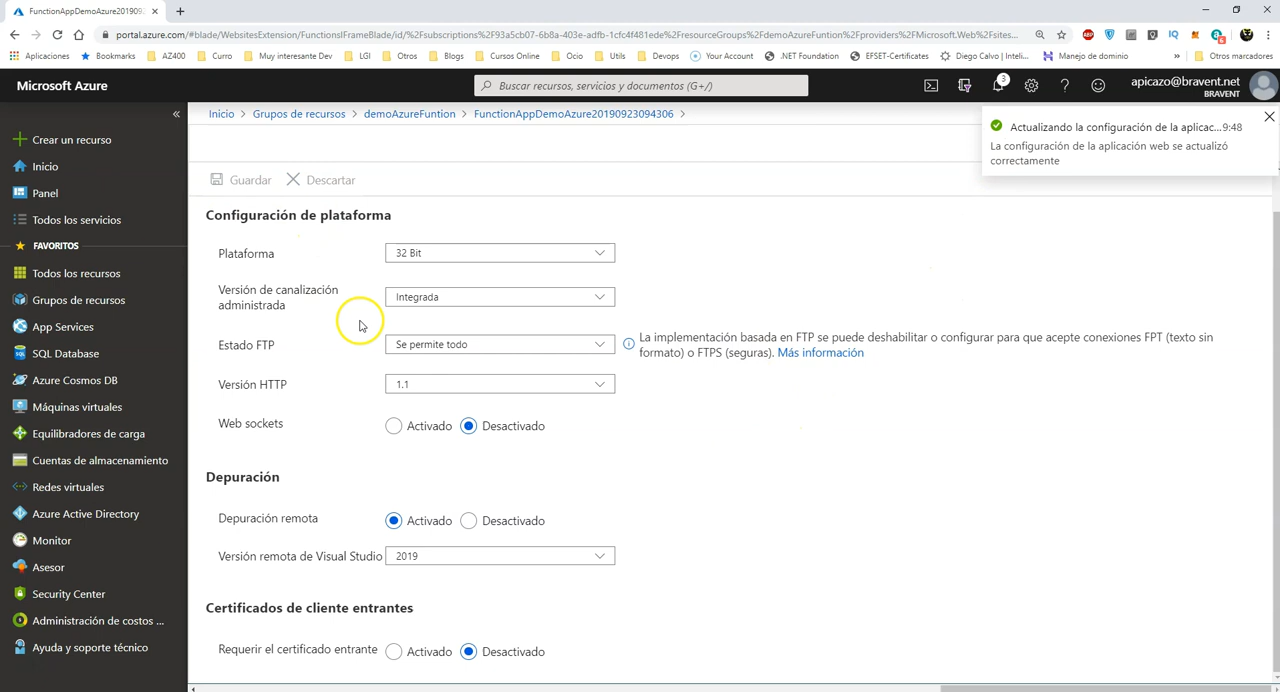 FunctionAppDemoAzure2019092
portal.azure.com/#blade/WebsitesExtension/FunctionsIFrameBlade/id/%2Fsubscriptions%2F93a5cb07-6b8a-403e-adfb-1cfc4f481ede%2FresourceGroups%2FdemoAzureFuntion%2Fproviders%2FMicrosoft.Web%2Fsites...
Aplicaciones Bookmarks AZ400 Curro Muy interesante Dev LGI Otros Blogs Cursos Online Ocio Utils Devops Your Account .NET Foundation EFSET-Certificates Diego Calvo | Inteli... Manejo de dominio » Otros marcadores
Microsoft Azure
Buscar recursos, servicios y documentos (G+/)
3
apicazo@bravent.net
BRAVENT
Inicio > Grupos de recursos > demoAzureFuntion > FunctionAppDemoAzure20190923094306 >
Actualizando la configuración de la aplicac...9:48
La configuración de la aplicación web se actualizó
correctamente
Crear un recurso
Inicio
Panel
Todos los servicios
FAVORITOS
Todos los recursos
Grupos de recursos
App Services
SQL Database
Azure Cosmos DB
Máquinas virtuales
Equilibradores de carga
Cuentas de almacenamiento
Redes virtuales
Azure Active Directory
Monitor
Asesor
Security Center
Administración de costos ...
Ayuda y soporte técnico
Guardar Descartar
Configuración de plataforma
Plataforma 32 Bit
Versión de canalización
administrada
Integrada
Estado FTP Se permite todo
La implementación basada en FTP se puede deshabilitar o configurar para que acepte conexiones FPT (texto sin
formato) o FTPS (seguras). Más información
Versión HTTP 1.1
Web sockets Activado Desactivado
Depuración
Depuración remota Activado Desactivado
Versión remota de Visual Studio 2019
Certificados de cliente entrantes
Requerir el certificado entrante Activado Desactivado